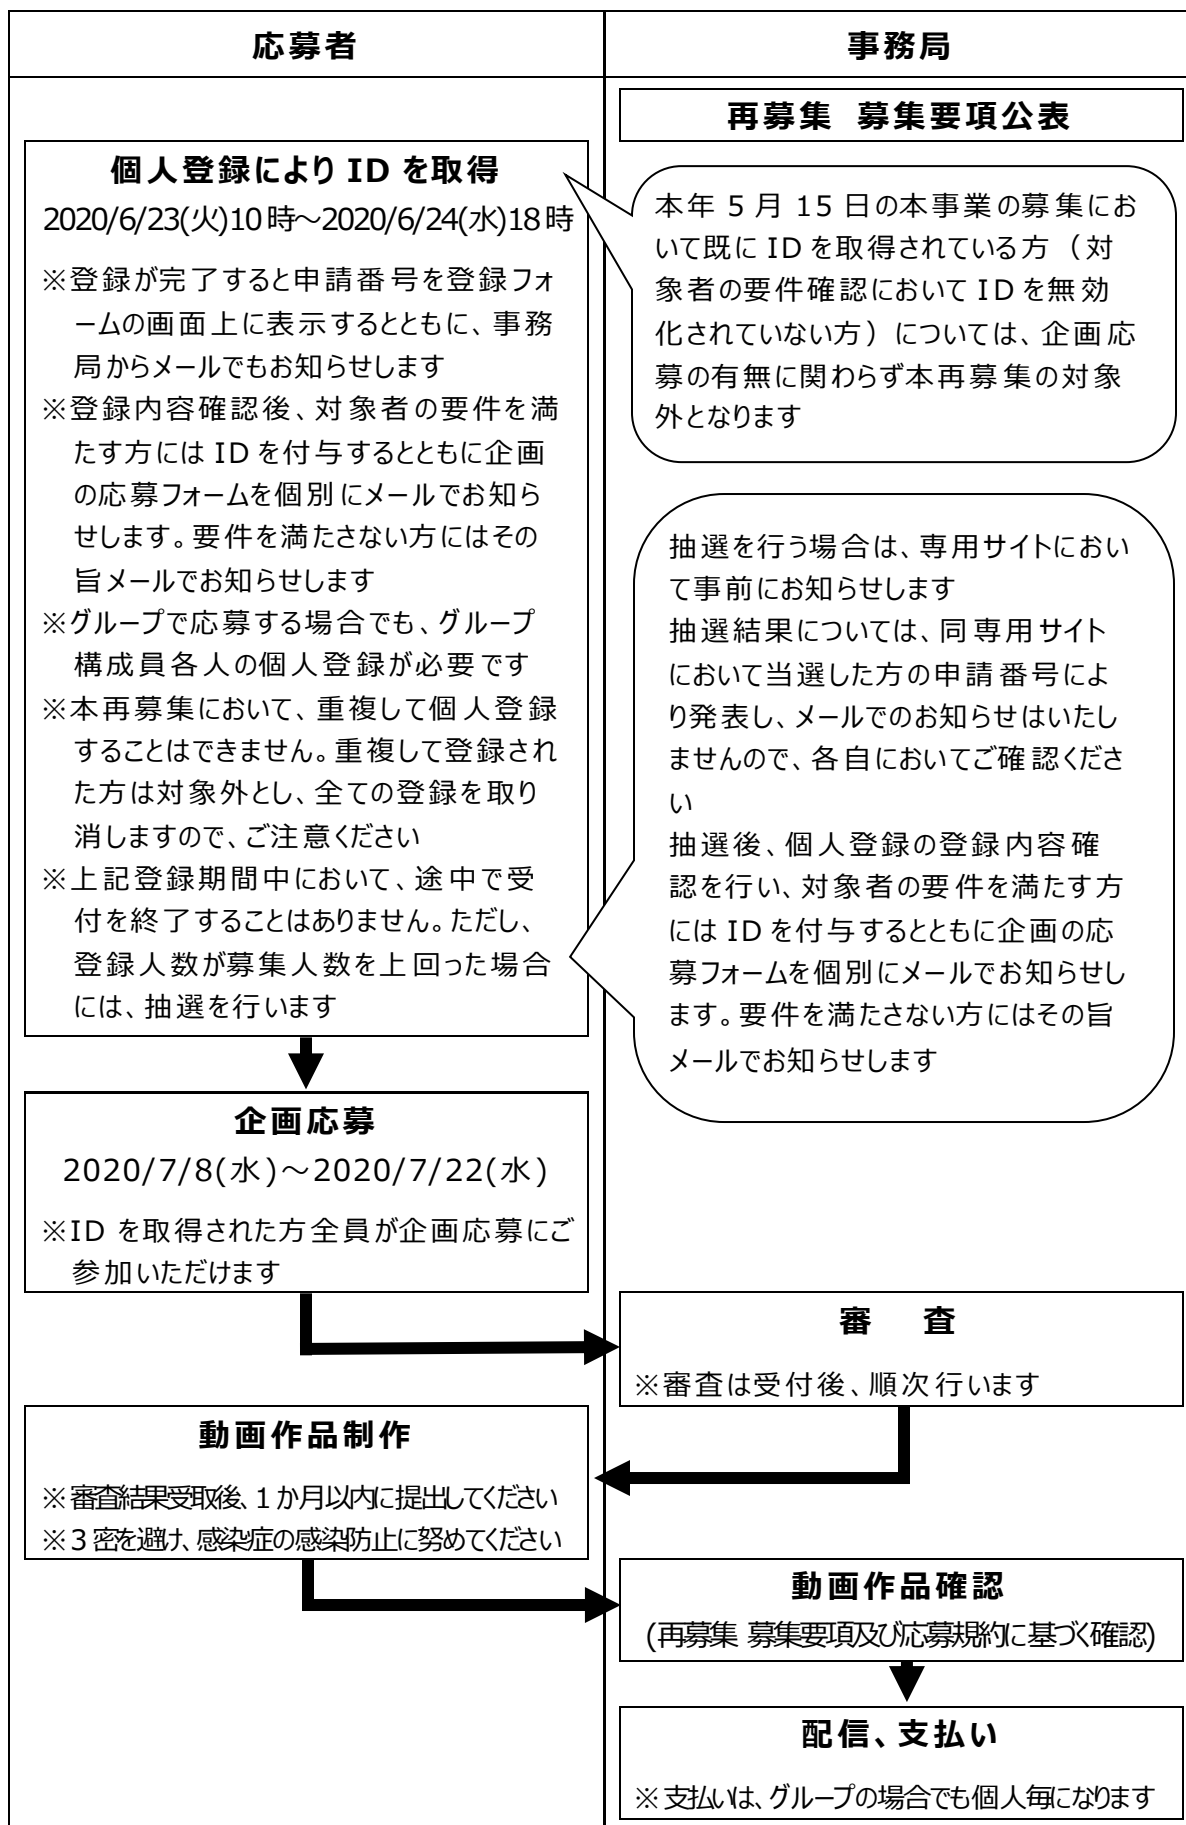 応募者
事務局
再募集 募集要項公表
個人登録により ID を取得
2020/6/23(火)10時～2020/6/24(水)18時
※登録が完了すると申請番号を登録フォ
ームの画面上に表示するとともに、事務
局からメールでもお知らせします
※登録内容確認後、対象者の要件を満
たす方には ID を付与するとともに企画
の応募フォームを個別にメールでお知ら
せします。要件を満たさない方にはその
旨メールでお知らせします
※グループで応募する場合でも、グループ
構成員各人の個人登録が必要です
※本再募集において、重複して個人登録
することはできません。重複して登録され
た方は対象外とし、全ての登録を取り
消しますので、ご注意ください
※上記登録期間中において、途中で受
付を終了することはありません。ただし、
登録人数が募集人数を上回った場合
には、抽選を行います
本年 5 月 15 日の本事業の募集にお
いて既に ID を取得されている方（対
象者の要件確認において ID を無効
化されていない方）については、企画応
募の有無に関わらず本再募集の対象
外となります
抽選を行う場合は、専用サイトにおい
て事前にお知らせします
抽選結果については、同専用サイト
において当選した方の申請番号によ
り発表し、メールでのお知らせはいたし
ませんので、各自においてご確認くださ
い
抽選後、個人登録の登録内容確
認を行い、対象者の要件を満たす方
には ID を付与するとともに企画の応
募フォームを個別にメールでお知らせし
ます。要件を満たさない方にはその旨
メールでお知らせします
企画応募
2020/7/8(水)～2020/7/22(水)
※ID を取得された方全員が企画応募にご
参加いただけます
審　査
※審査は受付後、順次行います
動画作品制作
※審査結果受取後、1 か月以内に提出してください
※3 密を避け、感染症の感染防止に努めてください
動画作品確認
(再募集 募集要項及び応募規約に基づく確認)
配信、支払い
※支払いは、グループの場合でも個人毎になります